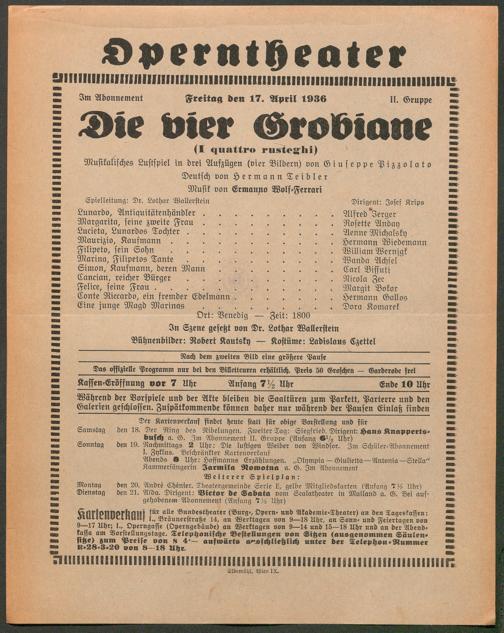 Operntheater
Im Abonnement Freitag den 17. April 1936 II. Gruppe
Die vier Grobiane
(I quattro rusteghi)
Musikalisches Lustspiel in drei Aufzügen (vier Bildern) von Giuseppe Pizzolato
Deutsch von Hermann Teibler
Musik von Ermanno Wolf-Ferrari
Spielleitung: Dr. Lothar Wallerstein Dirigent: Josef Krips
Lunardo, Antiquitätenhändler . . . . . . . . Alfred Jerger
Margarita, seine zweite Frau . . . . . . . . Rosette Anday
Lucieta, Lunardos Tochter . . . . . . . . Aenne Michalsky
Maurizio, Kaufmann . . . . . . . . Hermann Wiedemann
Filipeto, sein Sohn . . . . . . . . William Wernigk
Marina, Filipetos Tante . . . . . . . . Wanda Achsel
Simon, Kaufmann, deren Mann . . . . . . . . Carl Bissuti
Cancian, reicher Bürger . . . . . . . . Nicola Zec
Felice, seine Frau . . . . . . . . Margit Bokor
Conte Riccardo, ein fremder Edelmann . . . . . . . . Hermann Gallos
Eine junge Magd Marinas . . . . . . . . Dora Komarek
Ort: Venedig — Zeit: 1800
In Szene gesetzt von Dr. Lothar Wallerstein
Bühnenbilder: Robert Kautsky — Kostüme: Ladislaus Czettel
Nach dem zweiten Bild eine größere Pause
Das offizielle Programm nur bei den Billetteuren erhältlich. Preis 50 Groschen — Garderobe frei
Kassen-Eröffnung vor 7 Uhr Anfang 7½ Uhr Ende 10 Uhr
Während der Vorspiele und der Akte bleiben die Saaltüren zum Parkett, Parterre und den
Galerien geschlossen. Zuspätkommende können daher nur während der Pausen Einlaß finden
Der Kartenverkauf findet heute statt für obige Vorstellung und für
Samstag den 18. Der Ring des Nibelungen. Zweiter Tag: Siegfried. Dirigent: Hans Knapperts-
busch a. G. Im Abonnement II. Gruppe (Anfang 6½ Uhr)
Sonntag den 19. Nachmittags 2 Uhr: Die lustigen Weiber von Windsor. Im Schüler-Abonnement
I. Zyklus. Beschränkter Kartenverkauf
Abends 8 Uhr: Hoffmanns Erzählungen. „Olympia—Giulietta—Antonia—Stella“
Kammersängerin Jarmila Novotna a. G. Im Abonnement
Weiterer Spielplan:
Montag den 20. André Chénier. Theatergemeinde Serie E, gelbe Mitgliedskarten (Anfang 7½ Uhr)
Dienstag den 21. Aida. Dirigent: Victor de Sabata vom Scalatheater in Mailand a. G. Bei auf-
gehobenem Abonnement (Anfang 7½ Uhr)
Kartenverkauf für alle Bundestheater (Burg-, Opern- und Akademie-Theater) an den Tageskassen:
I., Bräunerstraße 14, an Werktagen von 9—18 Uhr, an Sonn- und Feiertagen von
9—17 Uhr; I., Operngasse (Operngebäude) an Werktagen von 9—14 und 15—18 Uhr und an der Abend-
kassa am Vorstellungstage. Telephonische Bestellungen von Sitzen (ausgenommen Säulen-
sitze) zum Preise von S 4·— aufwärts ausschließlich unter der Telephon-Nummer
R-28-3-20 von 8—18 Uhr.
Elbemühl, Wien IX.